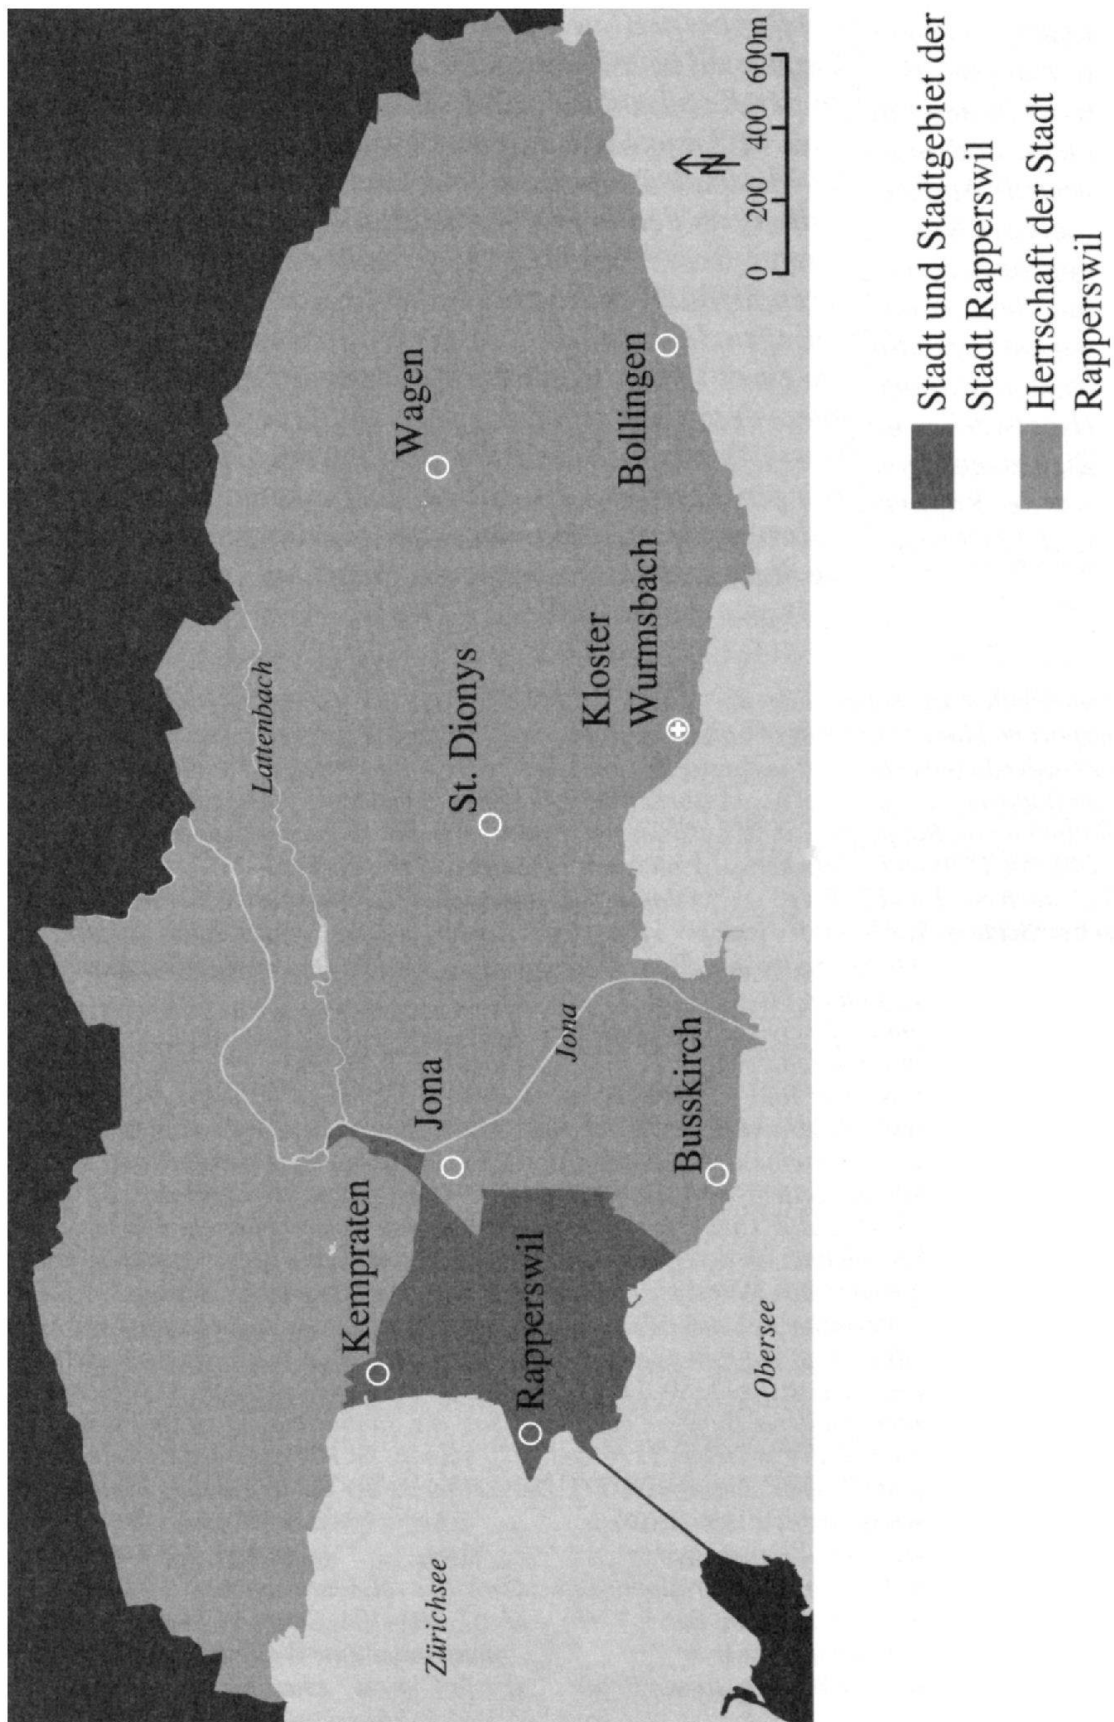 Lattenbach
Wagen
Kempraten
Jona
St. Dionys
Zürichsee
Rapperswil
Jona
Kloster
Wurmsbach
Bollingen
Busskirch
Obersee
N
0 200 400 600m
Stadt und Stadtgebiet der
Stadt Rapperswil
Herrschaft der Stadt
Rapperswil